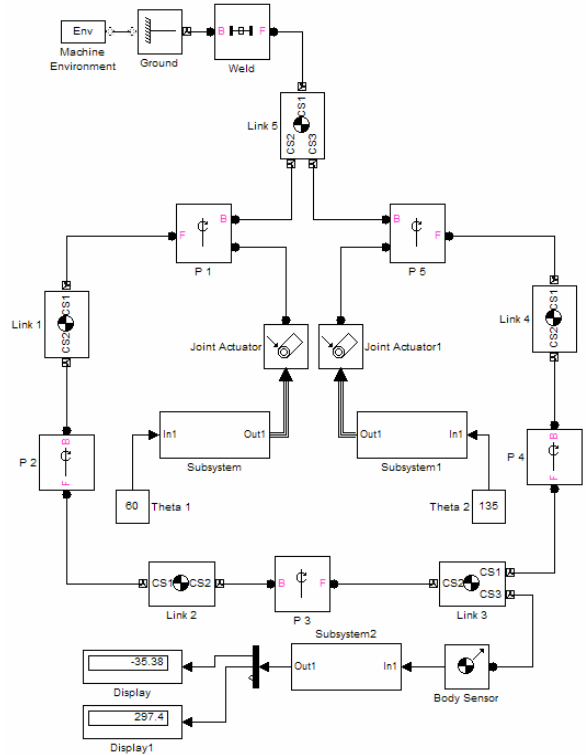 Env
Machine
Environment
Ground
B F
Weld
Link 5
CS1
CS2 CS3
F B
P 1
B F
P 5
Link 1
CS1
CS2
Link 4
CS1
CS2
Joint Actuator
Joint Actuator1
In1 Out1
Subsystem
Out1 In1
Subsystem1
P 2
B
F
P 4
B
F
60
Theta 1
Theta 2
135
CS1 CS2
Link 2
B F
P 3
CS2 CS1
CS3
Link 3
Subsystem2
Out1 In1
Body Sensor
-35.38
Display
297.4
Display1